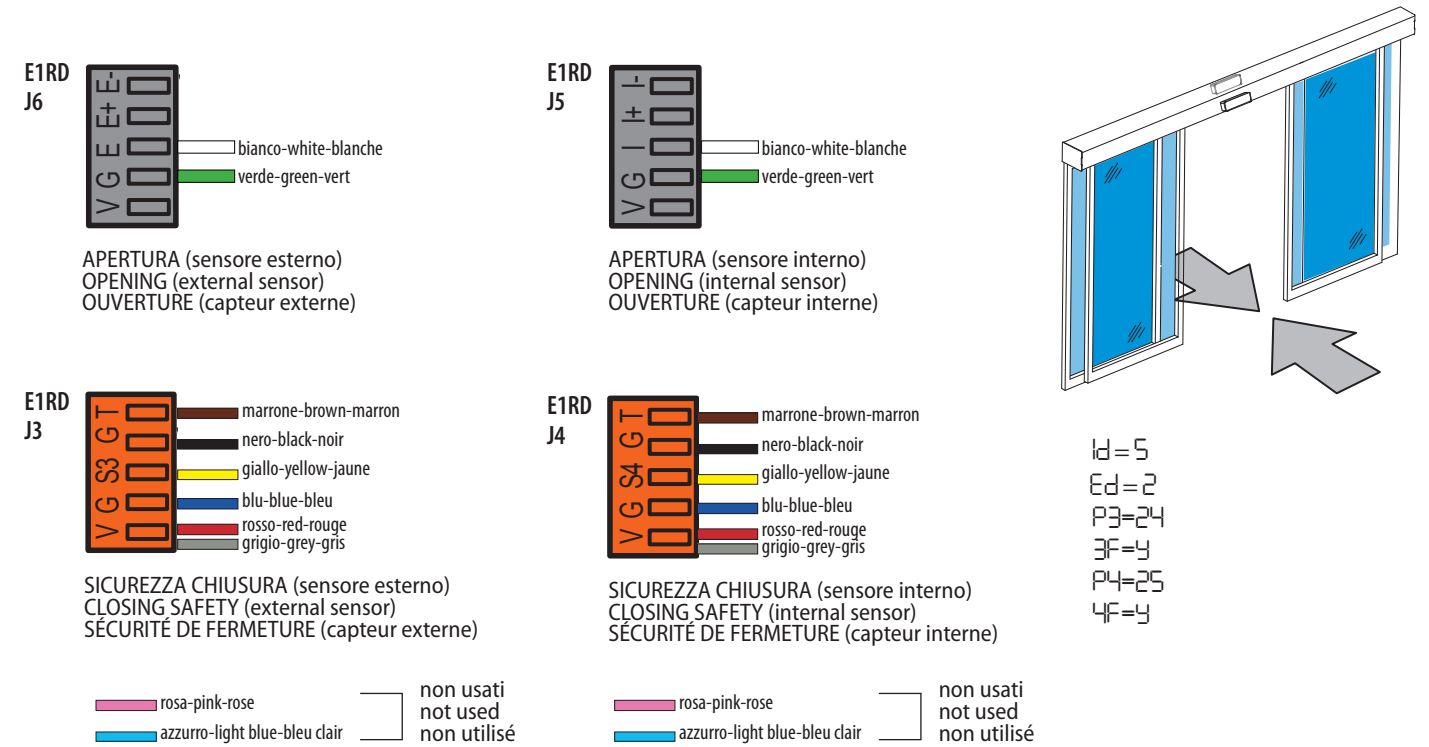 E1RD
J6
E-
E+
E
G
V
bianco-white-blanche
verde-green-vert
APERTURA (sensore esterno)
OPENING (external sensor)
OUVERTURE (capteur externe)
E1RD
J5
I-
I+
I
G
V
bianco-white-blanche
verde-green-vert
APERTURA (sensore interno)
OPENING (internal sensor)
OUVERTURE (capteur interne)
E1RD
J3
T
G
S3
G
V
marrone-brown-marron
nero-black-noir
giallo-yellow-jaune
blu-blue-bleu
rosso-red-rouge
grigio-grey-gris
SICUREZZA CHIUSURA (sensore esterno)
CLOSING SAFETY (external sensor)
SÉCURITÉ DE FERMETURE (capteur externe)
rosa-pink-rose
azzurro-light blue-bleu clair
non usati
not used
non utilisé
E1RD
J4
T
G
S4
G
V
marrone-brown-marron
nero-black-noir
giallo-yellow-jaune
blu-blue-bleu
rosso-red-rouge
grigio-grey-gris
SICUREZZA CHIUSURA (sensore interno)
CLOSING SAFETY (internal sensor)
SÉCURITÉ DE FERMETURE (capteur interne)
rosa-pink-rose
azzurro-light blue-bleu clair
non usati
not used
non utilisé
Id=5
Ed=2
P3=24
3F=y
P4=25
4F=y